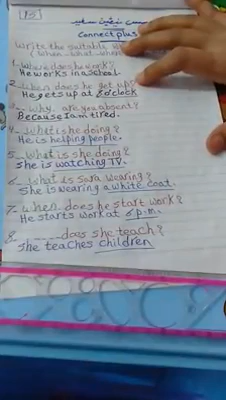 Connect plus
Write the suitable
(when - what - where
1- Where does he work?
He works in a school.
2- when does he get up?
He gets up at 8 o'clock
3- why are you absent?
Because I am tired.
4- what is he doing?
He is helping people.
5- what is she doing?
She is watching TV.
6- what is Sara wearing?
She is wearing a white coat.
7- when does he start work?
He starts work at 5 p.m.
8- ____ does she teach?
She teaches children